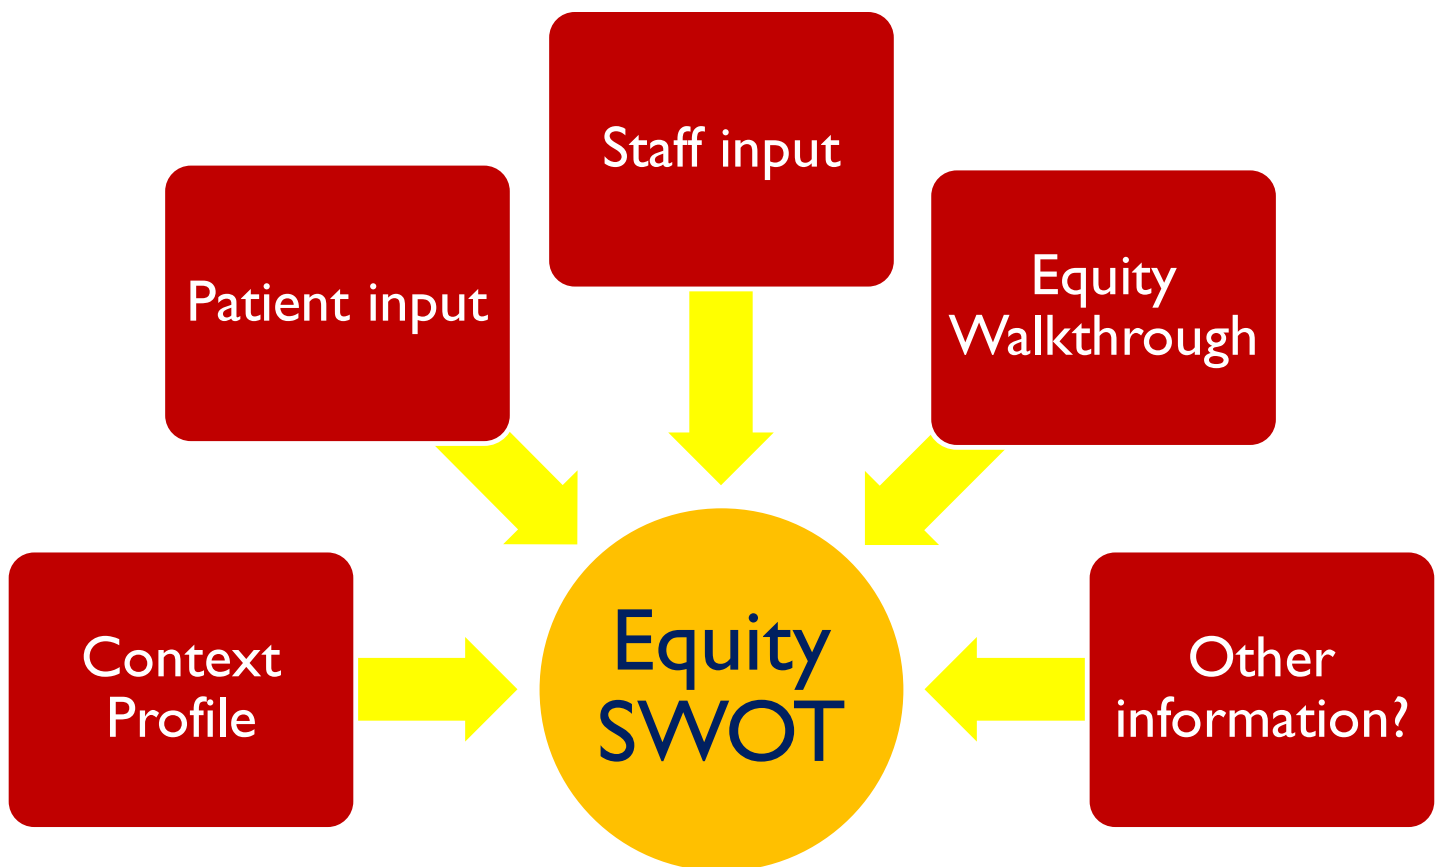 Staff input
Patient input
Equity
Walkthrough
Context
Profile
Equity
SWOT
Other
information?